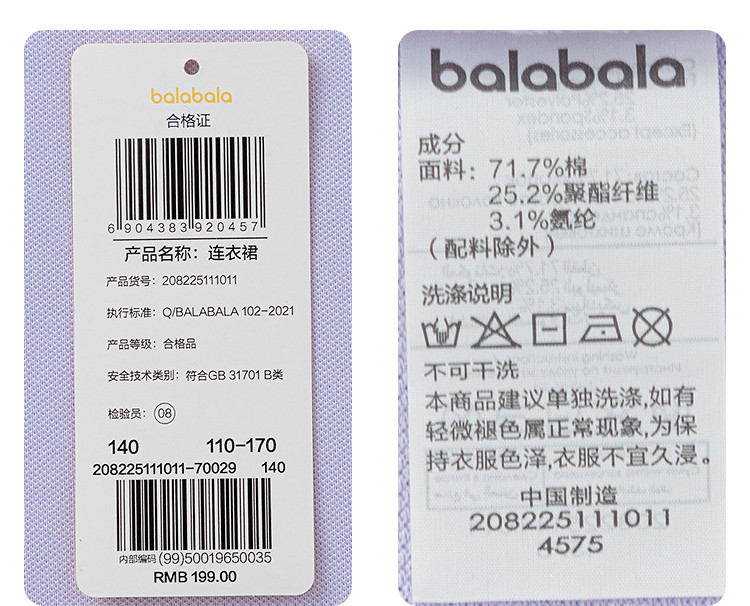 balabala
合格证
6 904383 920457
产品名称：连衣裙
产品货号：208225111011
执行标准：Q/BALABALA 102-2021
产品等级：合格品
安全技术类别：符合GB 31701 B类
检验员：08
140 110-170
208225111011-70029 140
内部编码 (99)50019650035
RMB 199.00
balabala
成分
面料：71.7%棉
25.2%聚酯纤维
3.1%氨纶
（配料除外）
洗涤说明
不可干洗
本商品建议单独洗涤,如有
轻微褪色属正常现象,为保
持衣服色泽,衣服不宜久浸。
中国制造
208225111011
4575